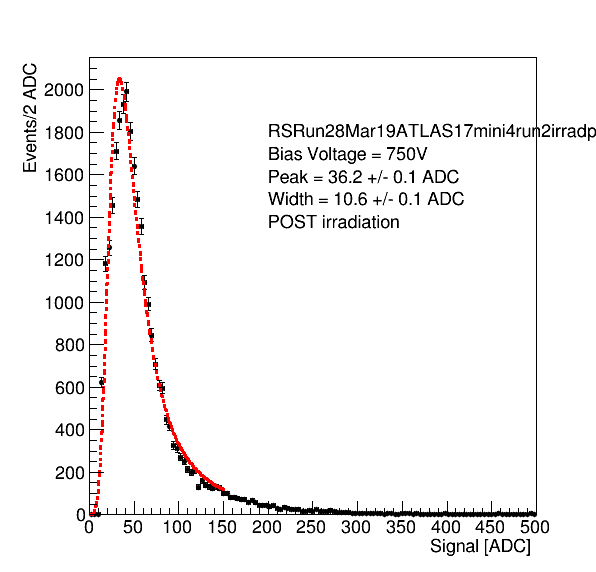 Events/2 ADC
2000
1800
1600
1400
1200
1000
800
600
400
200
0
RSRun28Mar19ATLAS17mini4run2irradp
Bias Voltage = 750V
Peak = 36.2 +/- 0.1 ADC
Width = 10.6 +/- 0.1 ADC
POST irradiation
0 50 100 150 200 250 300 350 400 450 500
Signal [ADC]